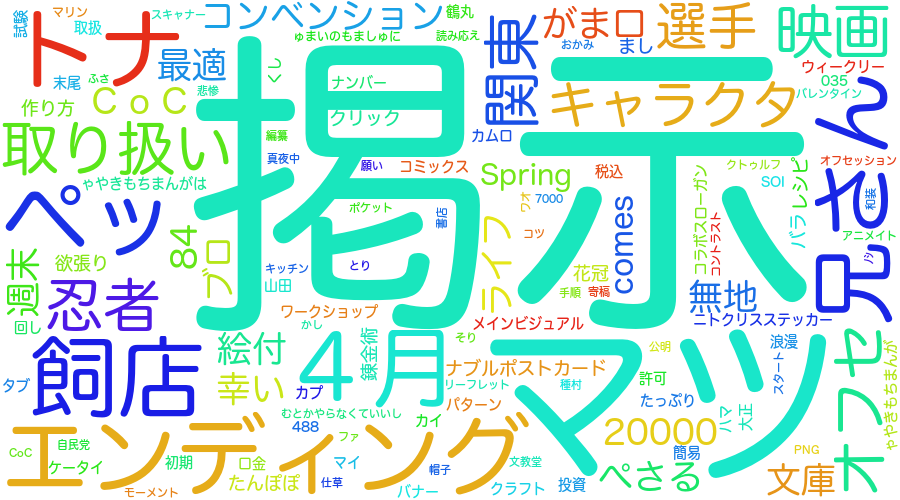 試験
マリン
スキャナー
取扱
コンベンション
鶴丸
ゅまいのもましゅに
読み応え
トナ
末尾
ふさ
最適
くし
悲惨
作り方
CoC
取り扱い
編纂
真夜中
掲示
ナンバー
クリック
関東
がま口
おかみ
まし
選手
映画
ウィークリー
035
バレンタイン
キャラクタ
カムロ
兄さん
願い
コミックス
税込
クトゥルフ
オフセッション
Spring
SOI
レシピ
和装
ゃやきもちまんがは
ペッ
ポケット
書店
ワオ
7000
comes
コラボスローガン
コントラスト
バラ
アニメイト
84
ブロ
コツ
ライフ
週末
欲張り
キッチン
とり
山田
花冠
手順
寄稿
無地
ノシ
回し
忍者
ワークショップ
かし
メインビジュアル
ニトクリスステッカー
絵付
4月
錬金術
そり
マツ
公明
浪漫
オフセ
ゃやきもちまんが
飼店
タブ
幸い
カプ
ナブルポストカード
リーフレット
種村
許可
スタート
たっぷり
むとかやらなくていいし
カイ
パターン
ハマ
大正
エンディング
488
ファ
20000
簡易
自民党
CoC
ケータイ
初期
口金
マイ
帽子
文教堂
ぺさる
PNG
モーメント
たんぽぽ
仕草
バナー
クラフト
投資
文庫